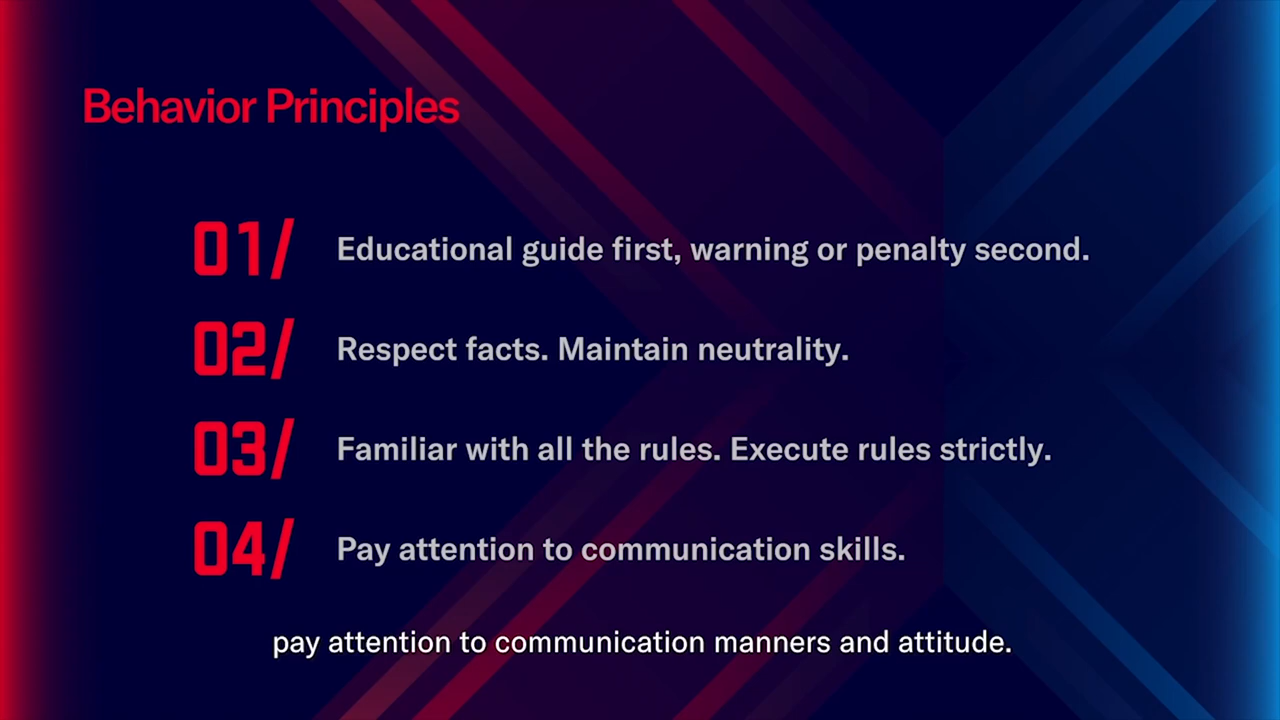 Behavior Principles
01/ Educational guide first, warning or penalty second.
02/ Respect facts. Maintain neutrality.
03/ Familiar with all the rules. Execute rules strictly.
04/ Pay attention to communication skills.
pay attention to communication manners and attitude.